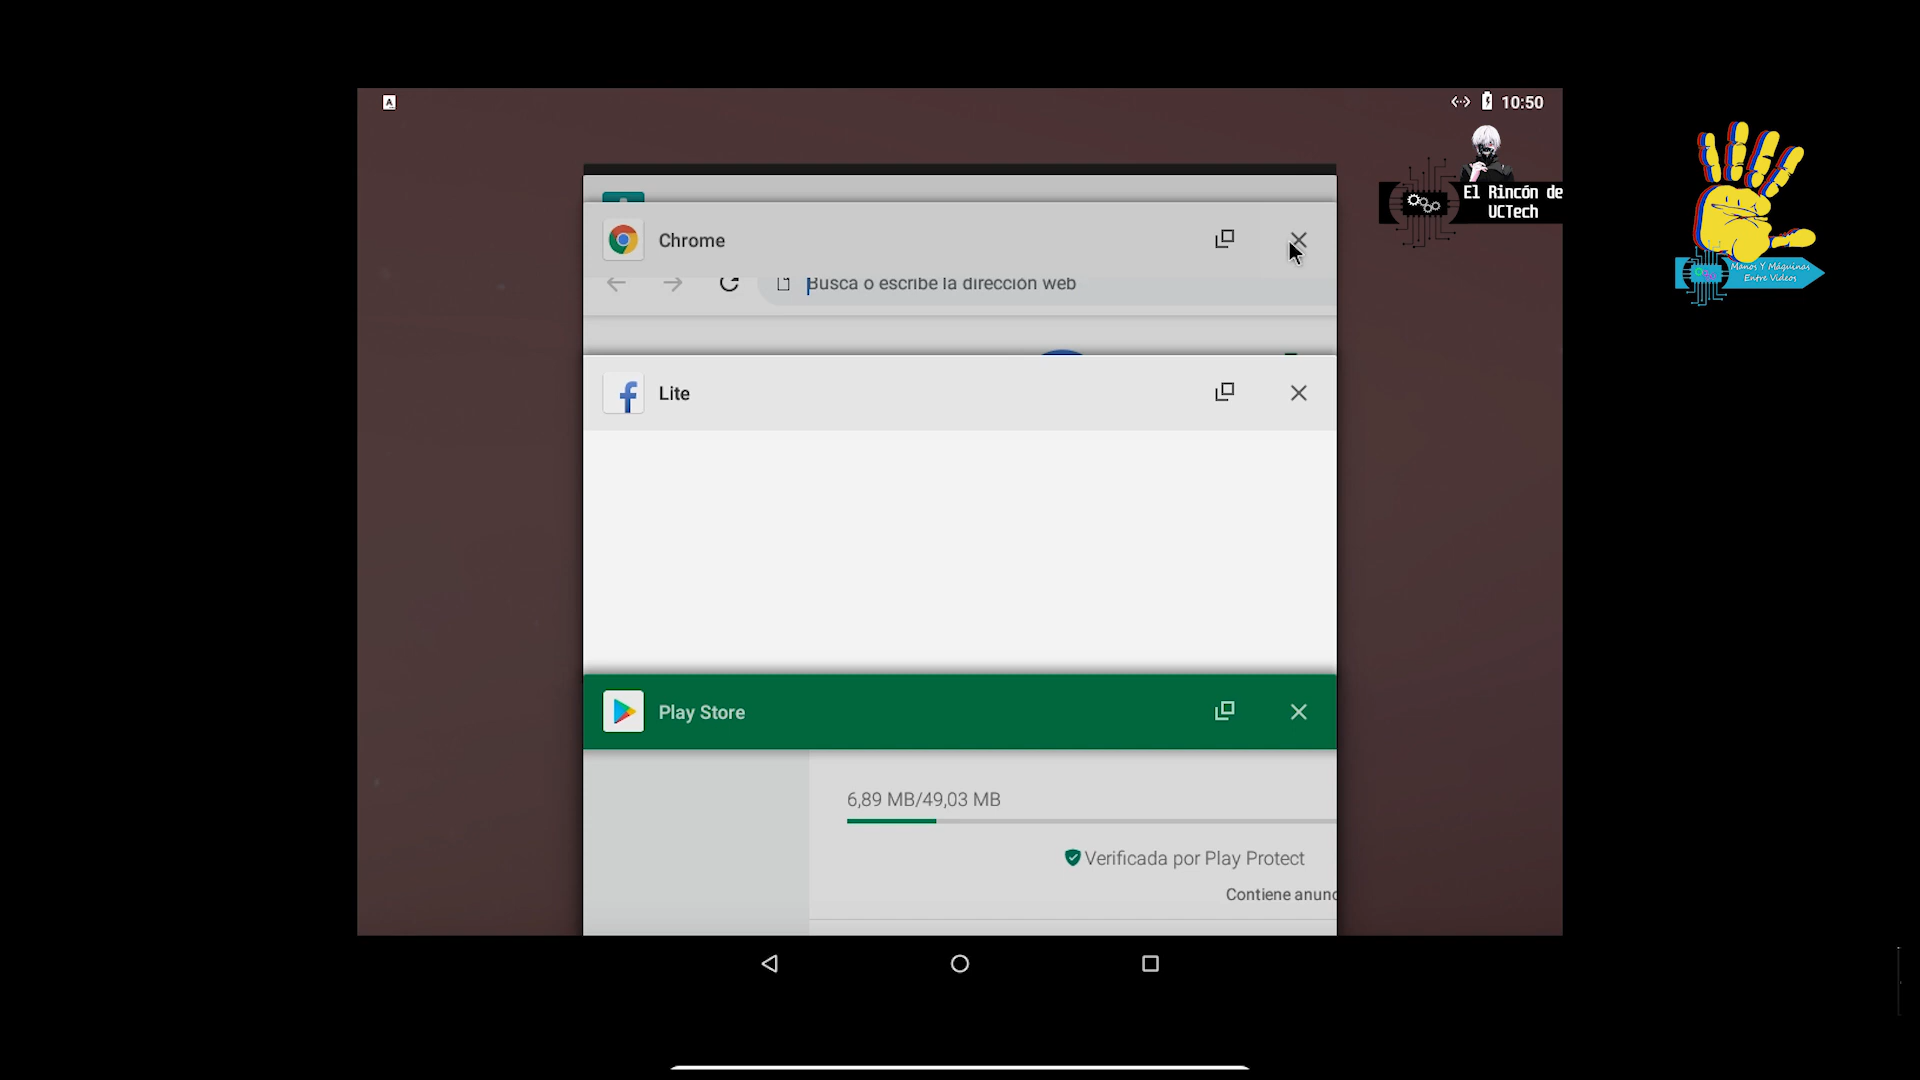 A
10:50
El Rincón de
UCTech
Manos Y Máquinas
Entre Videos
Chrome
Busca o escribe la dirección web
Lite
Play Store
6,89 MB/49,03 MB
Verificada por Play Protect
Contiene anunc